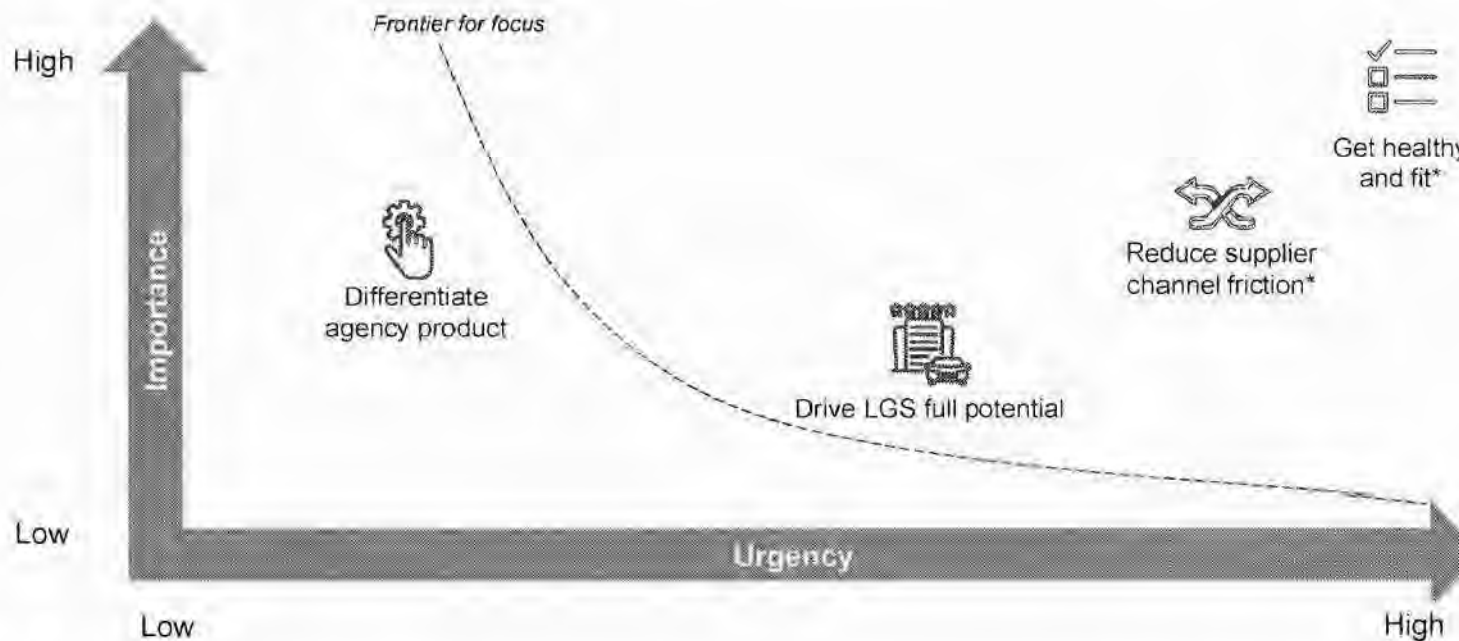 Frontier for focus
High
Get healthy
and fit*
Reduce supplier
channel friction*
Importance
Differentiate
agency product
Drive LGS full potential
Low
Urgency
Low
High